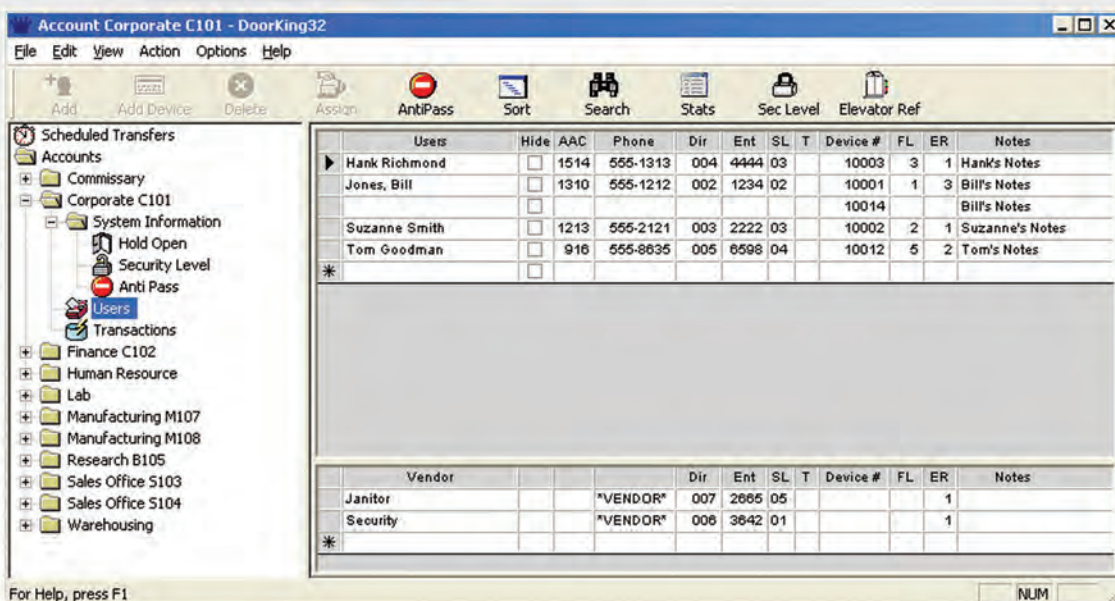 Account Corporate C101 - DoorKing32
File Edit View Action Options Help
Add Add Device Delete Assign AntiPass Sort Search Stats Sec Level Elevator Ref
Scheduled Transfers
Accounts
Commissary
Corporate C101
System Information
Hold Open
Security Level
Anti Pass
Users
Transactions
Finance C102
Human Resource
Lab
Manufacturing M107
Manufacturing M108
Research B105
Sales Office S103
Sales Office S104
Warehousing
Users Hide AAC Phone Dir Ent SL T Device # FL ER Notes
Hank Richmond 1514 555-1313 004 4444 03 10003 3 1 Hank's Notes
Jones, Bill 1310 555-1212 002 1234 02 10001 1 3 Bill's Notes
10014 Bill's Notes
Suzanne Smith 1213 555-2121 003 2222 03 10002 2 1 Suzanne's Notes
Tom Goodman 916 555-8635 005 6598 04 10012 5 2 Tom's Notes
Vendor Dir Ent SL T Device # FL ER Notes
Janitor *VENDOR* 007 2665 05 1
Security *VENDOR* 006 3642 01 1
For Help, press F1
NUM